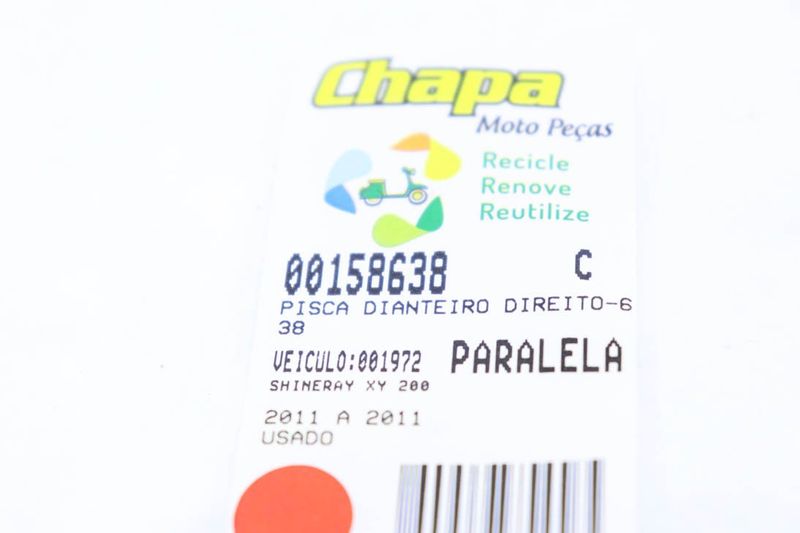 Chapa
Moto Peças
Recicle
Renove
Reutilize
00158638 C
PISCA DIANTEIRO DIREITO-6
38
VEICULO:001972 PARALELA
SHINERAY XY 200
2011 A 2011
USADO